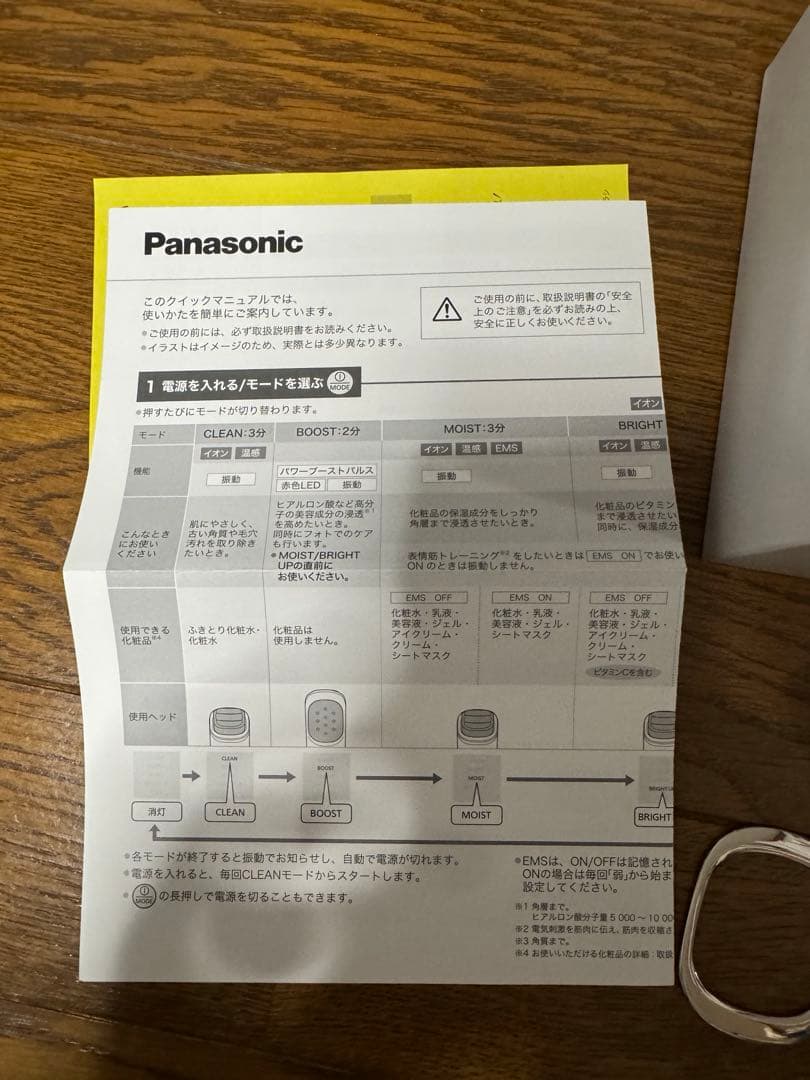 Panasonic
このクイックマニュアルでは、
使いかたを簡単にご案内しています。
●ご使用の前には、必ず取扱説明書をお読みください。
●イラストはイメージのため、実際とは多少異なります。
ご使用の前に、取扱説明書の「安全
上のご注意」を必ずお読みの上、
安全に正しくお使いください。
1 電源を入れる/モードを選ぶ MODE
●押すたびにモードが切り替わります。
イオン
モード CLEAN:3分 BOOST:2分 MOIST:3分 BRIGHT
機能
イオン 温感
振動
パワーブーストパルス
赤色LED 振動
イオン 温感 EMS
振動
イオン 温感
振動
こんなとき
にお使い
ください
肌にやさしく、
古い角質や毛穴
汚れを取り除き
たいとき。
ヒアルロン酸など高分
子の美容成分の浸透※1
を高めたいとき。
同時にフォトでのケア
も行います。
●MOIST/BRIGHT
UPの直前に
お使いください。
化粧品の保湿成分をしっかり
角層まで浸透させたいとき。
化粧品のビタミン
まで浸透させたい
同時に、保湿成分
表情筋トレーニング※2 をしたいときは EMS ON でお使い
ONのときは振動しません。
使用できる
化粧品※4
ふきとり化粧水・
化粧水
化粧品は
使用しません。
EMS OFF
化粧水・乳液・
美容液・ジェル・
アイクリーム・
クリーム・
シートマスク
EMS ON
化粧水・乳液・
美容液・ジェル・
シートマスク
EMS OFF
化粧水・乳液・
美容液・ジェル・
アイクリーム・
クリーム・
シートマスク
ビタミンCを含む
使用ヘッド
CLEAN
BOOST
MOIST
BRIGHT U
消灯
CLEAN
BOOST
MOIST
BRIGHT
●各モードが終了すると振動でお知らせし、自動で電源が切れます。
●電源を入れると、毎回CLEANモードからスタートします。
● MODE の長押しで電源を切ることもできます。
●EMSは、ON/OFFは記憶され
ONの場合は毎回「弱」から始ま
設定してください。
※1 角層まで。
ヒアルロン酸分子量5 000～10 00
※2 電気刺激を筋肉に伝え、筋肉を収縮さ
※3 角質まで。
※4 お使いいただける化粧品の詳細:取扱